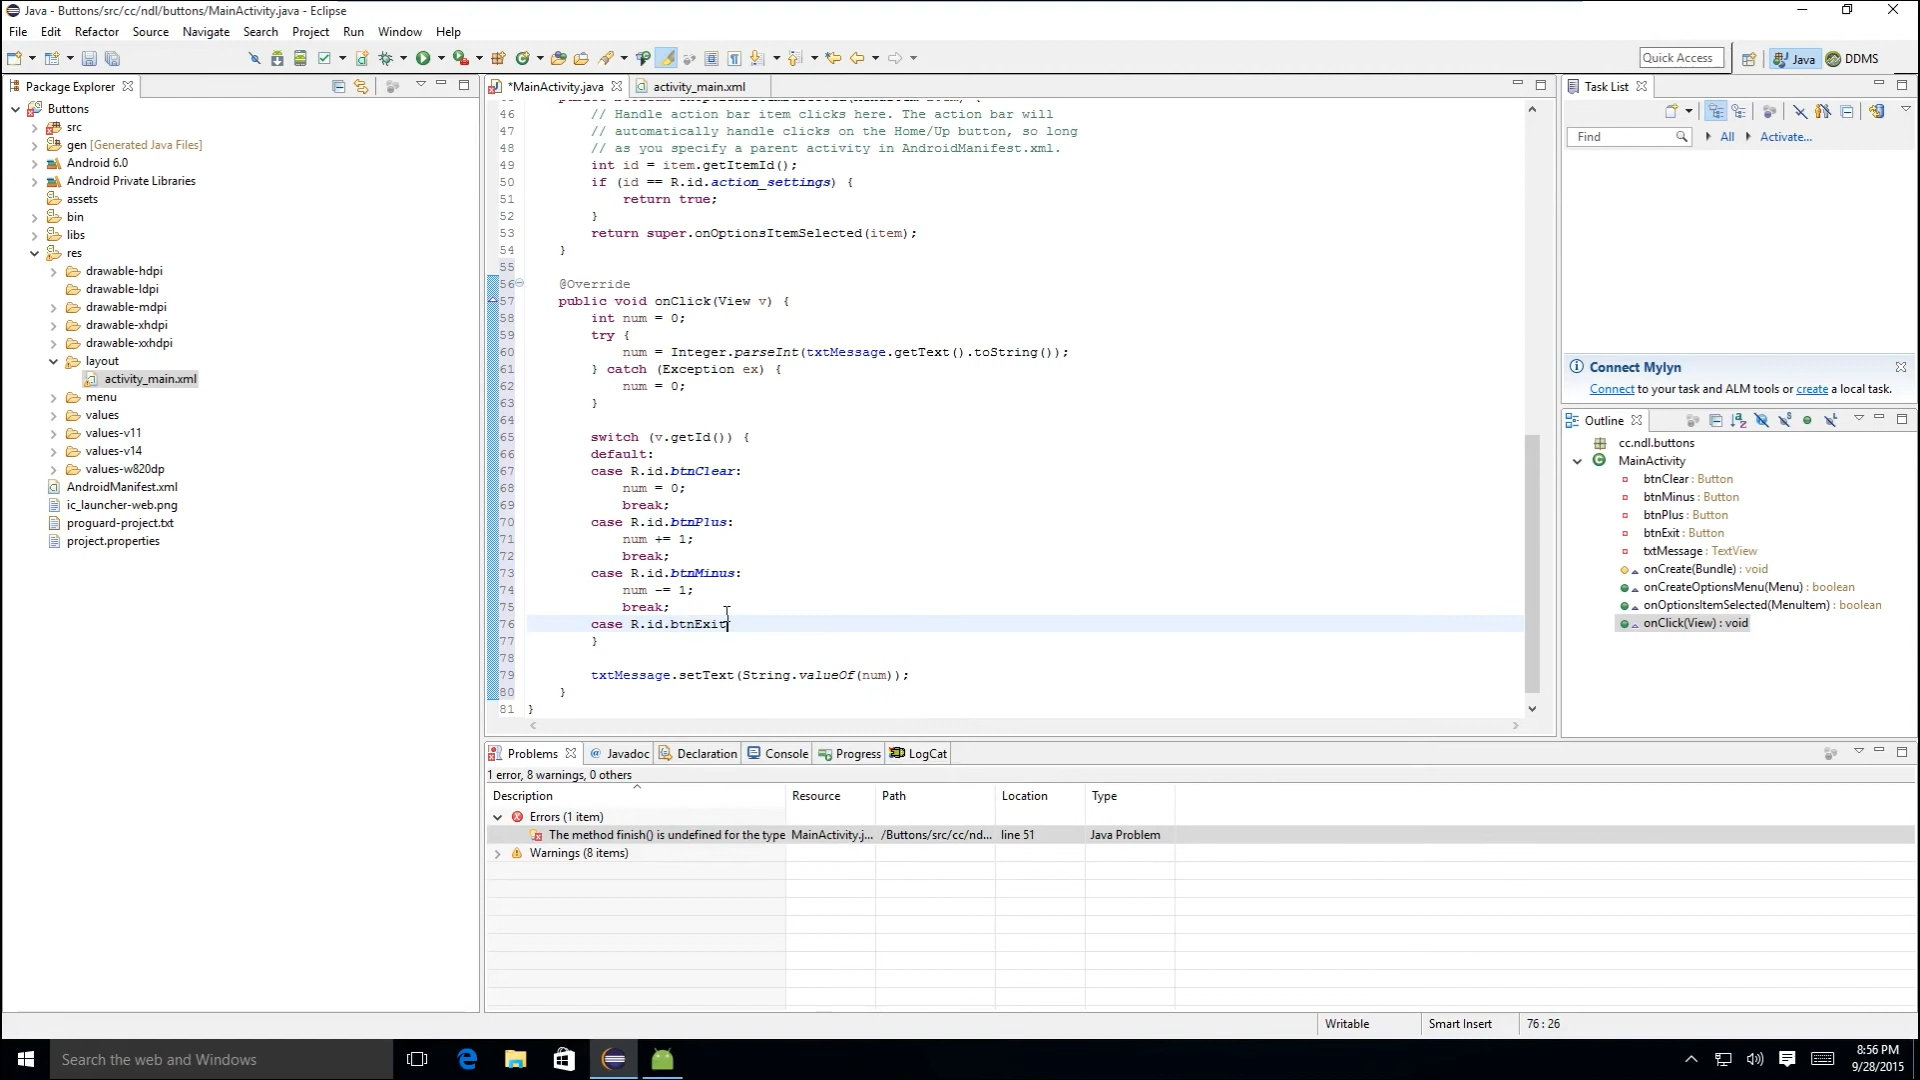 Java - Buttons/src/cc/ndl/buttons/MainActivity.java - Eclipse
File Edit Refactor Source Navigate Search Project Run Window Help
Quick Access Java DDMS
Package Explorer
Buttons
src
gen [Generated Java Files]
Android 6.0
Android Private Libraries
assets
bin
libs
res
drawable-hdpi
drawable-ldpi
drawable-mdpi
drawable-xhdpi
drawable-xxhdpi
layout
activity_main.xml
menu
values
values-v11
values-v14
values-w820dp
AndroidManifest.xml
ic_launcher-web.png
proguard-project.txt
project.properties
*MainActivity.java activity_main.xml
46 // Handle action bar item clicks here. The action bar will
47 // automatically handle clicks on the Home/Up button, so long
48 // as you specify a parent activity in AndroidManifest.xml.
49 int id = item.getItemId();
50 if (id == R.id.action_settings) {
51 return true;
52 }
53 return super.onOptionsItemSelected(item);
54 }
55
56 @Override
57 public void onClick(View v) {
58 int num = 0;
59 try {
60 num = Integer.parseInt(txtMessage.getText().toString());
61 } catch (Exception ex) {
62 num = 0;
63 }
64
65 switch (v.getId()) {
66 default:
67 case R.id.btnClear:
68 num = 0;
69 break;
70 case R.id.btnPlus:
71 num += 1;
72 break;
73 case R.id.btnMinus:
74 num -= 1;
75 break;
76 case R.id.btnExit
77 }
78
79 txtMessage.setText(String.valueOf(num));
80 }
81 }
Task List
Find All Activate...
Connect Mylyn
Connect to your task and ALM tools or create a local task.
Outline
cc.ndl.buttons
MainActivity
btnClear : Button
btnMinus : Button
btnPlus : Button
btnExit : Button
txtMessage : TextView
onCreate(Bundle) : void
onCreateOptionsMenu(Menu) : boolean
onOptionsItemSelected(MenuItem) : boolean
onClick(View) : void
Problems Javadoc Declaration Console Progress LogCat
1 error, 8 warnings, 0 others
Description Resource Path Location Type
Errors (1 item)
The method finish() is undefined for the type MainActivity.j... /Buttons/src/cc/nd... line 51 Java Problem
Warnings (8 items)
Writable Smart Insert 76 : 26
Search the web and Windows
8:56 PM
9/28/2015